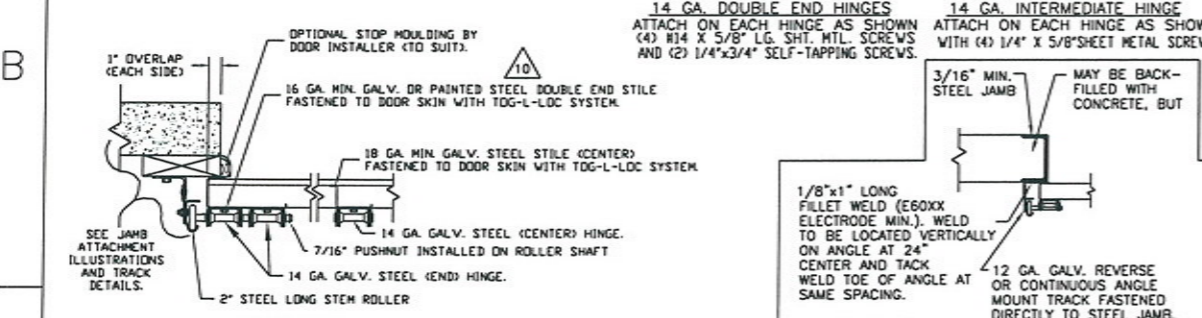 B
14 GA. DOUBLE END HINGES
ATTACH ON EACH HINGE AS SHOWN
(4) #14 X 5/8" LG. SHT. MTL. SCREWS
AND (2) 1/4"x3/4" SELF-TAPPING SCREWS.
14 GA. INTERMEDIATE HINGE
ATTACH ON EACH HINGE AS SHOW
WITH (4) 1/4" X 5/8"SHEET METAL SCREW
OPTIONAL STOP MOULDING BY
DOOR INSTALLER (TO SUIT).
1" OVERLAP
(EACH SIDE)
10
16 GA. MIN. GALV. OR PAINTED STEEL DOUBLE END STILE
FASTENED TO DOOR SKIN WITH TOG-L-LOC SYSTEM.
18 GA. MIN. GALV. STEEL STILE (CENTER)
FASTENED TO DOOR SKIN WITH TOG-L-LOC SYSTEM.
14 GA. GALV. STEEL (CENTER) HINGE.
7/16" PUSHNUT INSTALLED ON ROLLER SHAFT
14 GA. GALV. STEEL (END) HINGE.
2" STEEL LONG STEM ROLLER
SEE JAMB
ATTACHMENT
ILLUSTRATIONS
AND TRACK
DETAILS.
3/16" MIN.
STEEL JAMB
MAY BE BACK-
FILLED WITH
CONCRETE, BUT
1/8"x1" LONG
FILLET WELD (E60XX
ELECTRODE MIN.). WELD
TO BE LOCATED VERTICALLY
ON ANGLE AT 24"
CENTER AND TACK
WELD TOE OF ANGLE AT
SAME SPACING.
12 GA. GALV. REVERSE
OR CONTINUOUS ANGLE
MOUNT TRACK FASTENED
DIRECTLY TO STEEL JAMB.